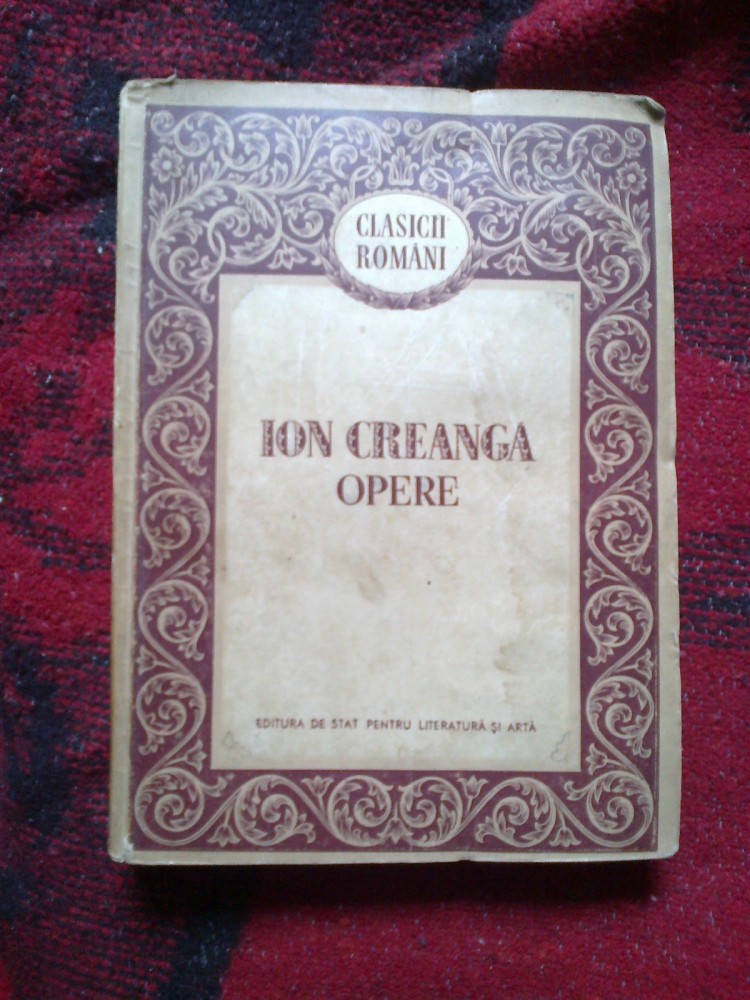 CLASICII
ROMÂNI
ION CREANGA
OPERE
EDITURA DE STAT PENTRU LITERATURĂ ȘI ARTĂ